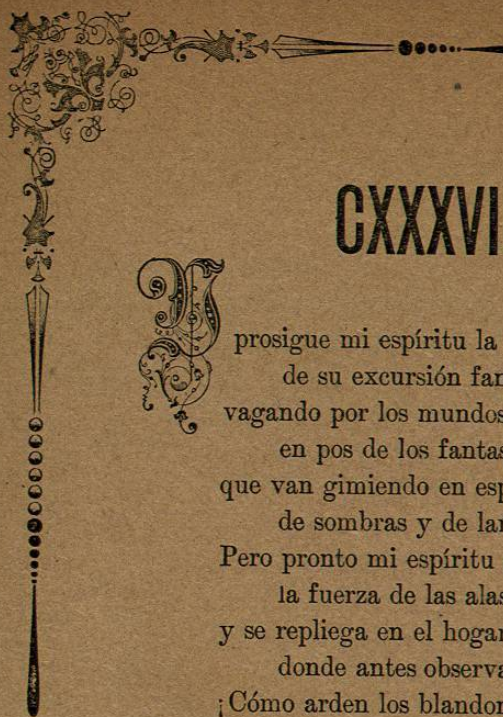 CXXXVI
Y prosigue mi espíritu la
de su excursión
vagando por los mundos
en pos de los
que van gimiendo en
de sombras y de
Pero pronto mi espíritu
la fuerza de las alas
y se repliega en el hogar
donde antes
¡Cómo arden los